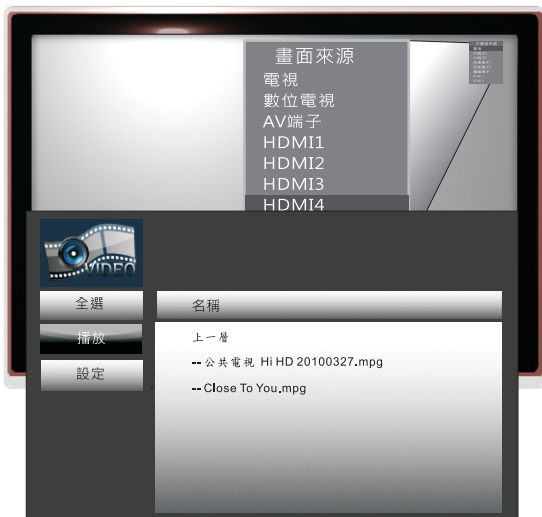 畫面來源
電視
數位電視
AV端子
HDMI1
HDMI2
HDMI3
HDMI4
VIDEO
全選
播放
設定
名稱
上一層
--公共電視 Hi HD 20100327.mpg
--Close To You.mpg